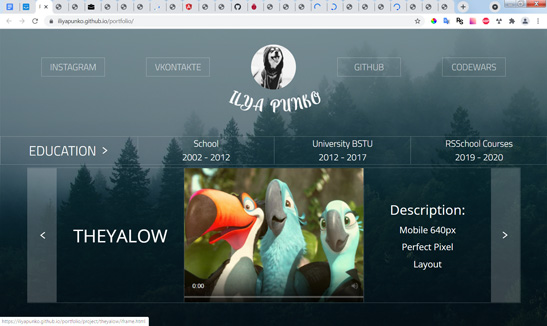 iliyapunko.github.io/portfolio/
INSTAGRAM
VKONTAKTE
GITHUB
CODEWARS
ILYA PUNKO
EDUCATION >
School
2002 - 2012
University BSTU
2012 - 2017
RSSchool Courses
2019 - 2020
<
THEYALOW
0:00
Description:
Mobile 640px
Perfect Pixel
Layout
>
https://iliyapunko.github.io/portfolio/project/theyalow/frame.html